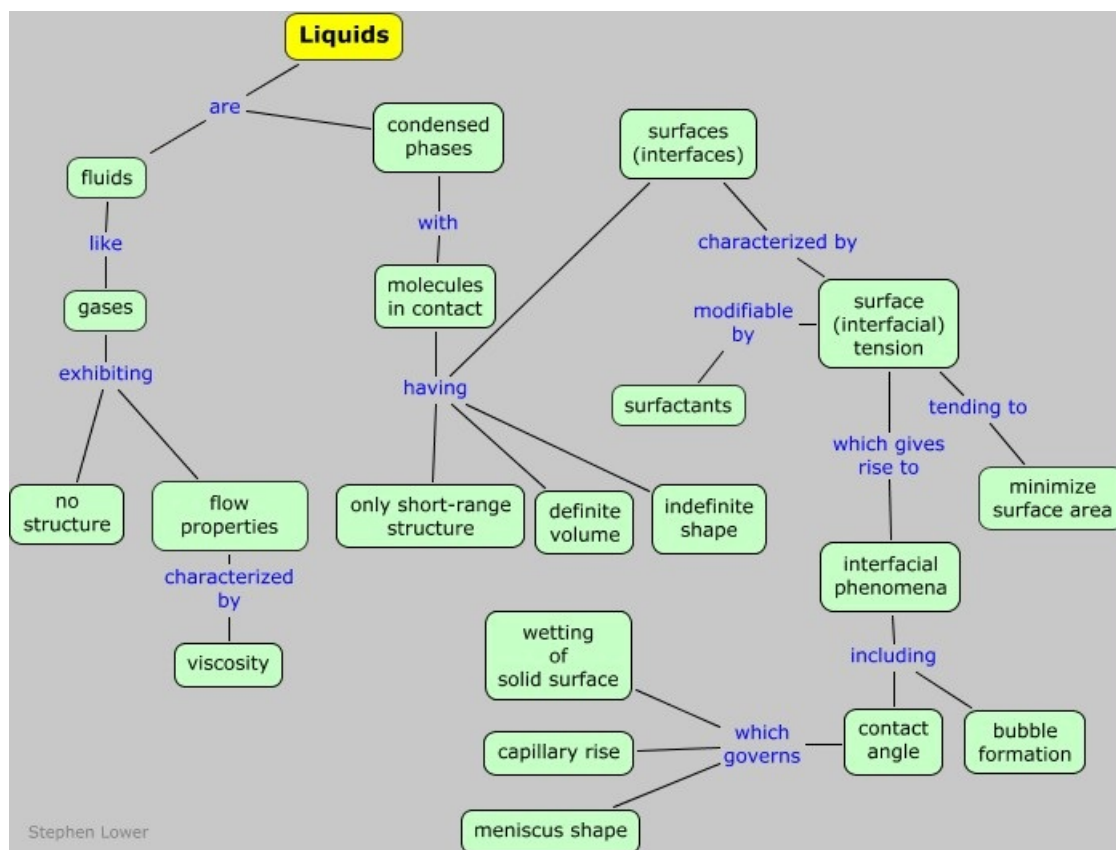 Liquids
are
condensed
phases
surfaces
(interfaces)
fluids
with
like
characterized by
molecules
in contact
gases
surface
(interfacial)
tension
modifiable
by
exhibiting
having
surfactants
tending to
which gives
rise to
no
structure
flow
properties
only short-range
structure
definite
volume
indefinite
shape
minimize
surface area
characterized
by
interfacial
phenomena
viscosity
wetting
of
solid surface
including
which
governs
contact
angle
bubble
formation
capillary rise
meniscus shape
Stephen Lower